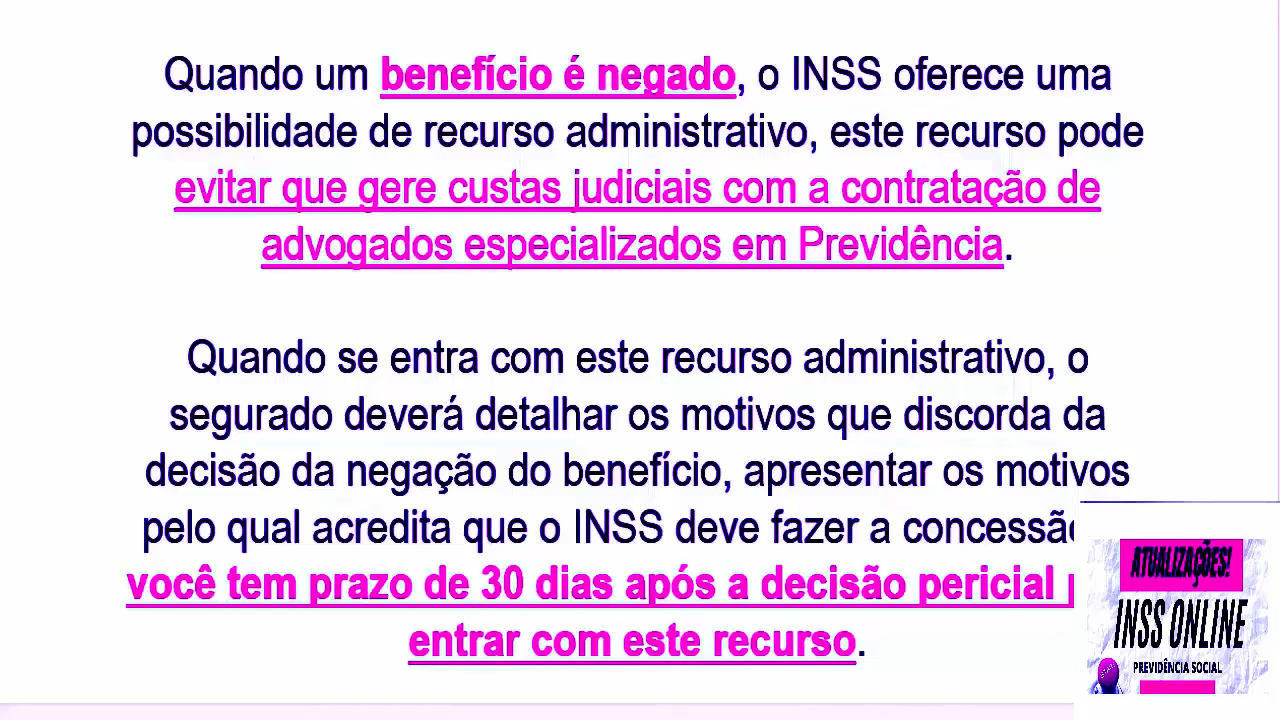 Quando um benefício é negado, o INSS oferece uma
possibilidade de recurso administrativo, este recurso pode
evitar que gere custas judiciais com a contratação de
advogados especializados em Previdência.
Quando se entra com este recurso administrativo, o
segurado deverá detalhar os motivos que discorda da
decisão da negação do benefício, apresentar os motivos
pelo qual acredita que o INSS deve fazer a concessão
você tem prazo de 30 dias após a decisão pericial
entrar com este recurso.
ATUALIZAÇÕES!
INSS ONLINE
PREVIDÊNCIA SOCIAL